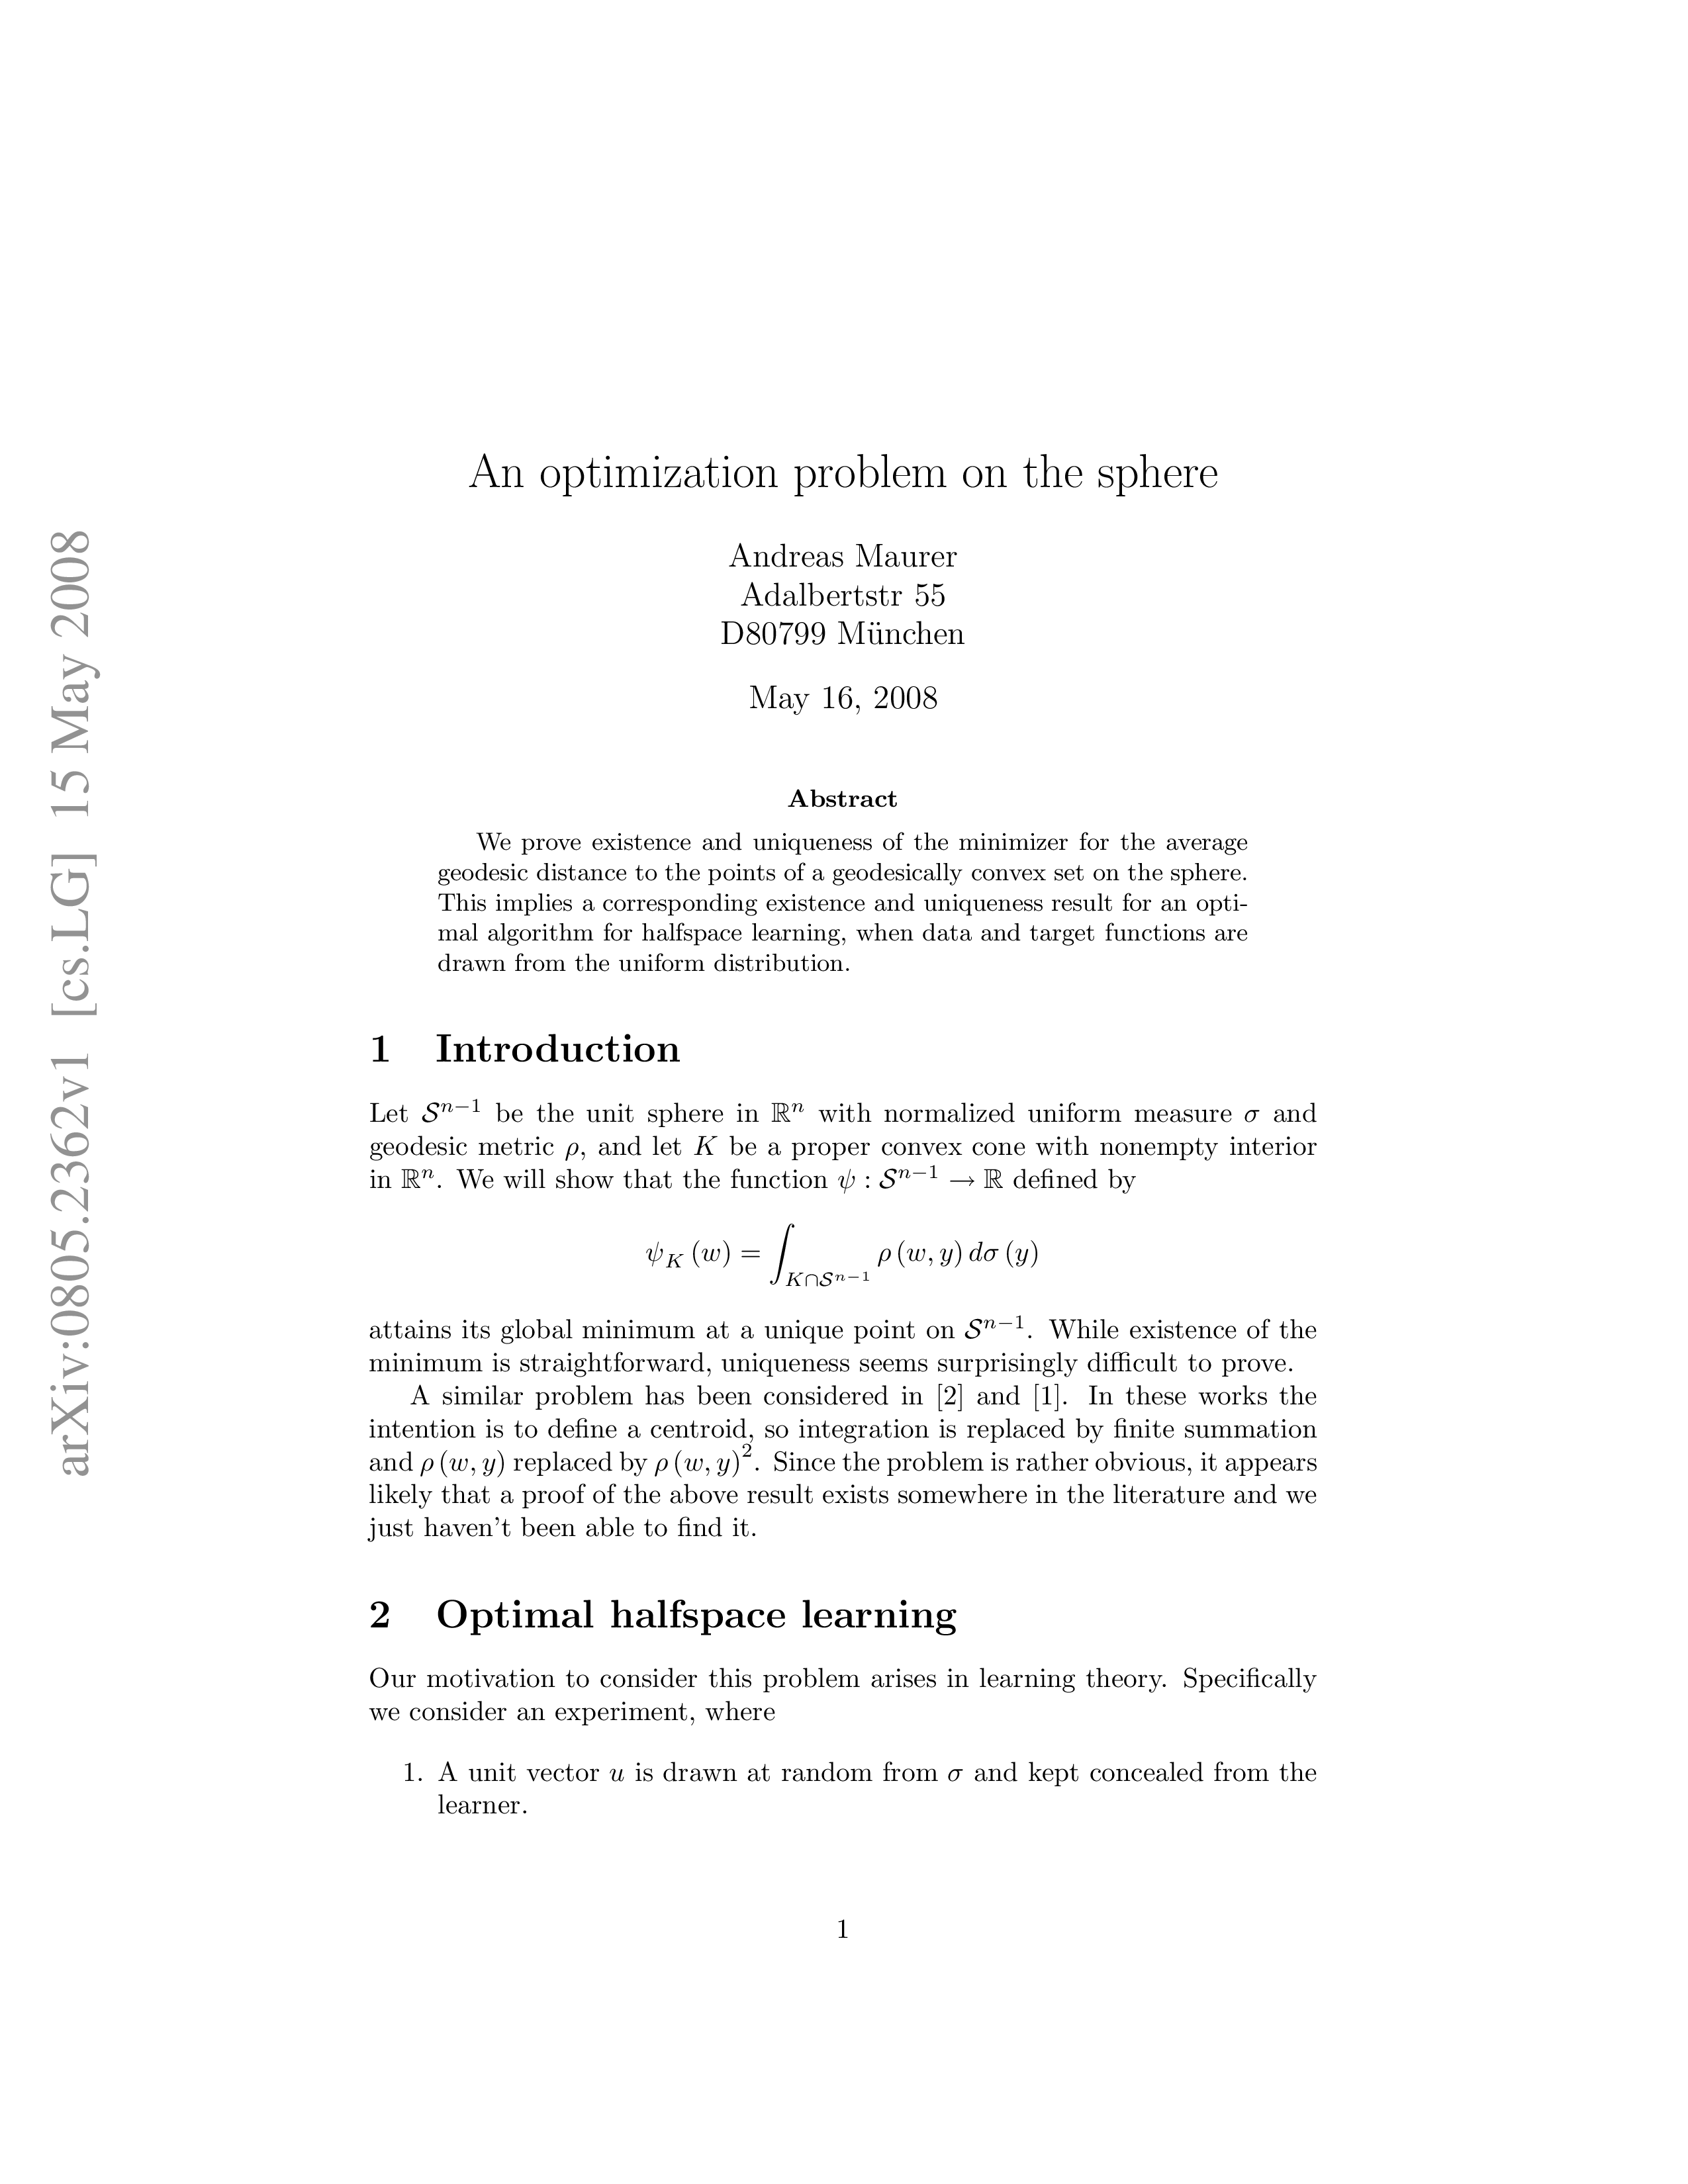 arXiv:0805.2362v1 [cs.LG] 15 May 2008
An optimization problem on the sphere
Andreas Maurer
Adalbertstr 55
D80799 München
May 16, 2008
Abstract
We prove existence and uniqueness of the minimizer for the average
geodesic distance to the points of a geodesically convex set on the sphere.
This implies a corresponding existence and uniqueness result for an opti-
mal algorithm for halfspace learning, when data and target functions are
drawn from the uniform distribution.
1 Introduction
Let $\mathcal{S}^{n-1}$ be the unit sphere in $\mathbb{R}^n$ with normalized uniform measure $\sigma$ and
geodesic metric $\rho$, and let $K$ be a proper convex cone with nonempty interior
in $\mathbb{R}^n$. We will show that the function $\psi : \mathcal{S}^{n-1} \to \mathbb{R}$ defined by
$$\psi_K (w) = \int_{K \cap \mathcal{S}^{n-1}} \rho (w, y) \, d\sigma (y)$$
attains its global minimum at a unique point on $\mathcal{S}^{n-1}$. While existence of the
minimum is straightforward, uniqueness seems surprisingly difficult to prove.
A similar problem has been considered in [2] and [1]. In these works the
intention is to define a centroid, so integration is replaced by finite summation
and $\rho (w, y)$ replaced by $\rho (w, y)^2$. Since the problem is rather obvious, it appears
likely that a proof of the above result exists somewhere in the literature and we
just haven't been able to find it.
2 Optimal halfspace learning
Our motivation to consider this problem arises in learning theory. Specifically
we consider an experiment, where
1. A unit vector $u$ is drawn at random from $\sigma$ and kept concealed from the
learner.
1